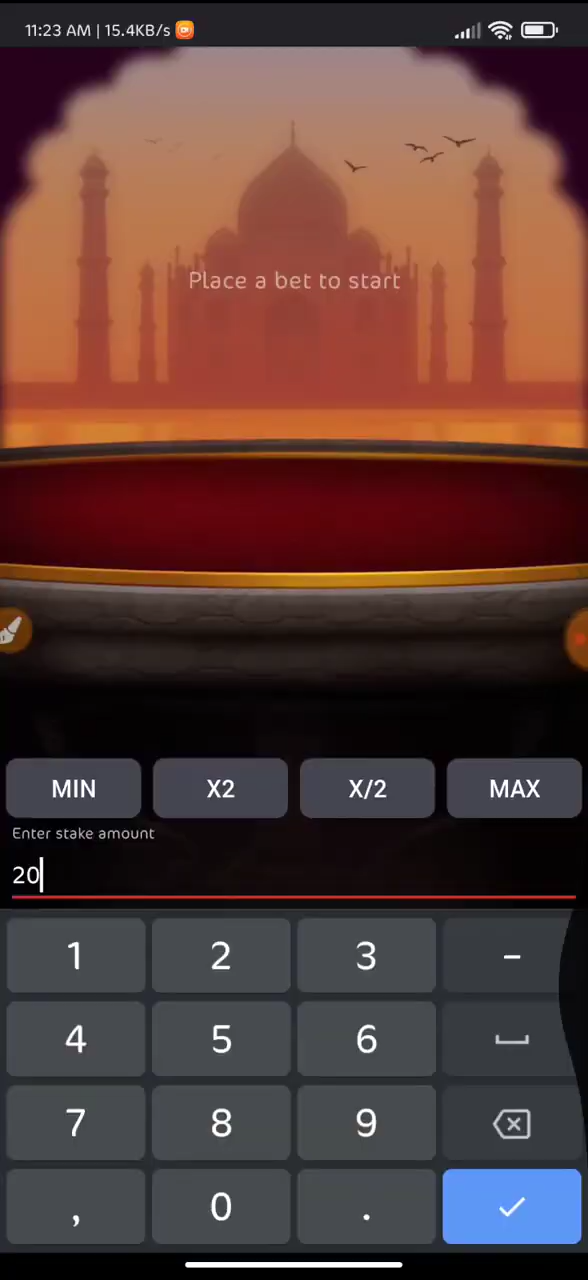 11:23 AM | 15.4KB/s
Place a bet to start
MIN X2 X/2 MAX
Enter stake amount
20
1 2 3 -
4 5 6
7 8 9
, 0 .